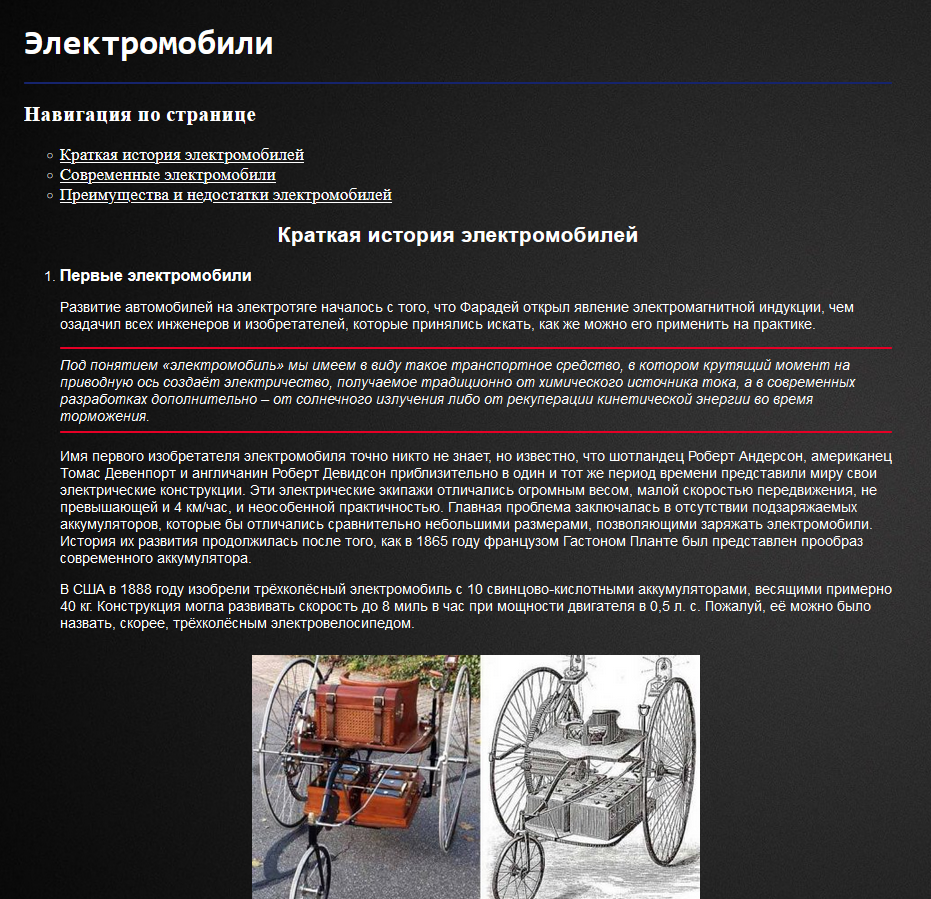 Электромобили
Навигация по странице
Краткая история электромобилей
Современные электромобили
Преимущества и недостатки электромобилей
Краткая история электромобилей
1. Первые электромобили
Развитие автомобилей на электротяге началось с того, что Фарадей открыл явление электромагнитной индукции, чем
озадачил всех инженеров и изобретателей, которые принялись искать, как же можно его применить на практике.
Под понятием «электромобиль» мы имеем в виду такое транспортное средство, в котором крутящий момент на
приводную ось создаёт электричество, получаемое традиционно от химического источника тока, а в современных
разработках дополнительно – от солнечного излучения либо от рекуперации кинетической энергии во время
торможения.
Имя первого изобретателя электромобиля точно никто не знает, но известно, что шотландец Роберт Андерсон, американец
Томас Девенпорт и англичанин Роберт Девидсон приблизительно в один и тот же период времени представили миру свои
электрические конструкции. Эти электрические экипажи отличались огромным весом, малой скоростью передвижения, не
превышающей и 4 км/час, и неособенной практичностью. Главная проблема заключалась в отсутствии подзаряжаемых
аккумуляторов, которые бы отличались сравнительно небольшими размерами, позволяющими заряжать электромобили.
История их развития продолжилась после того, как в 1865 году французом Гастоном Планте был представлен прообраз
современного аккумулятора.
В США в 1888 году изобрели трёхколёсный электромобиль с 10 свинцово-кислотными аккумуляторами, весящими примерно
40 кг. Конструкция могла развивать скорость до 8 миль в час при мощности двигателя в 0,5 л. с. Пожалуй, её можно было
назвать, скорее, трёхколёсным электровелосипедом.